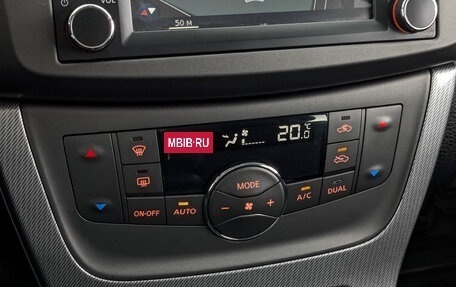 VOL
50 м
MBIB·RU
20.0
°C
MODE
ON•OFF
AUTO
A/C
DUAL